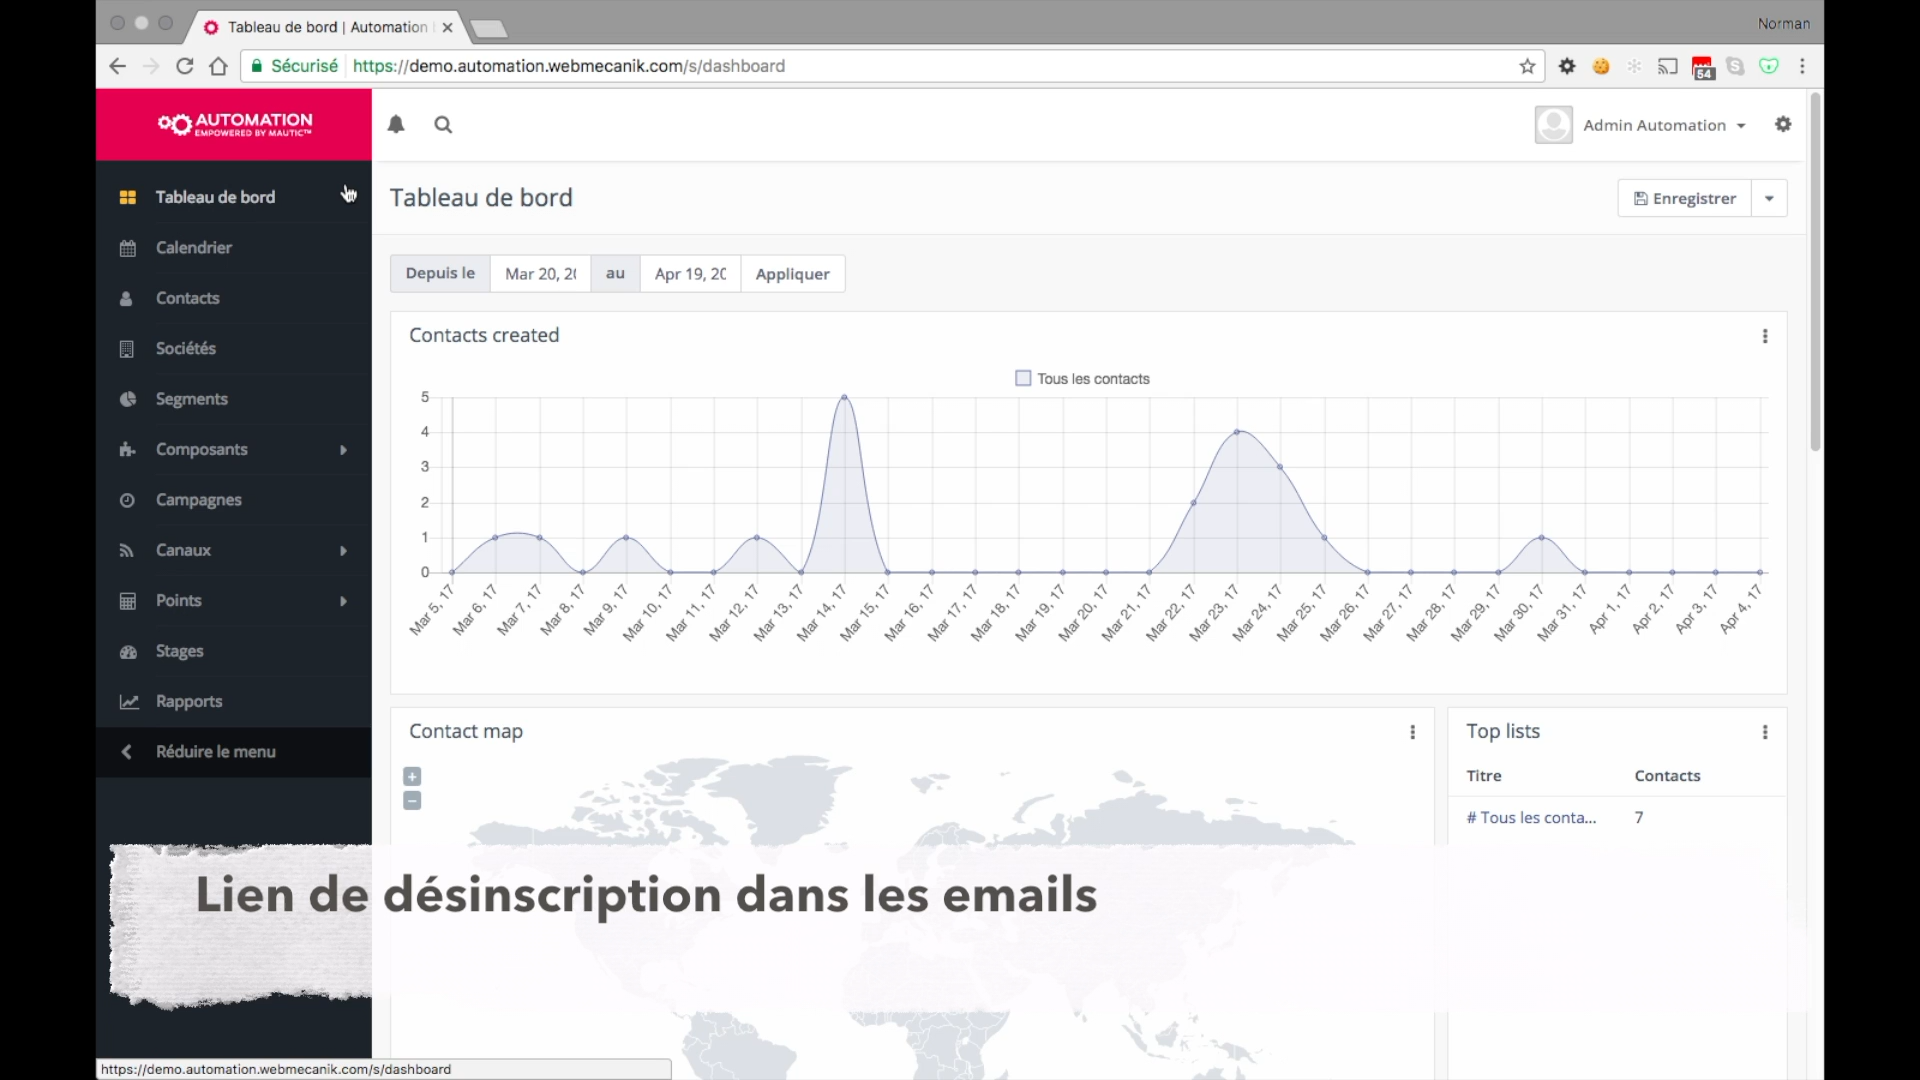 Tableau de bord | Automation
Norman
Sécurisé
https://demo.automation.webmecanik.com/s/dashboard
54
AUTOMATION
EMPOWERED BY MAUTIC™
Admin Automation
Tableau de bord
Calendrier
Contacts
Sociétés
Segments
Composants
Campagnes
Canaux
Points
Stages
Rapports
Réduire le menu
Tableau de bord
Enregistrer
Depuis le
Mar 20, 20
au
Apr 19, 20
Appliquer
Contacts created
Tous les contacts
5
4
3
2
1
0
Mar 5, 17
Mar 6, 17
Mar 7, 17
Mar 8, 17
Mar 9, 17
Mar 10, 17
Mar 11, 17
Mar 12, 17
Mar 13, 17
Mar 14, 17
Mar 15, 17
Mar 16, 17
Mar 17, 17
Mar 18, 17
Mar 19, 17
Mar 20, 17
Mar 21, 17
Mar 22, 17
Mar 23, 17
Mar 24, 17
Mar 25, 17
Mar 26, 17
Mar 27, 17
Mar 28, 17
Mar 29, 17
Mar 30, 17
Mar 31, 17
Apr 1, 17
Apr 2, 17
Apr 3, 17
Apr 4, 17
Contact map
+
−
Top lists
Titre
Contacts
# Tous les conta...
7
Lien de désinscription dans les emails
https://demo.automation.webmecanik.com/s/dashboard